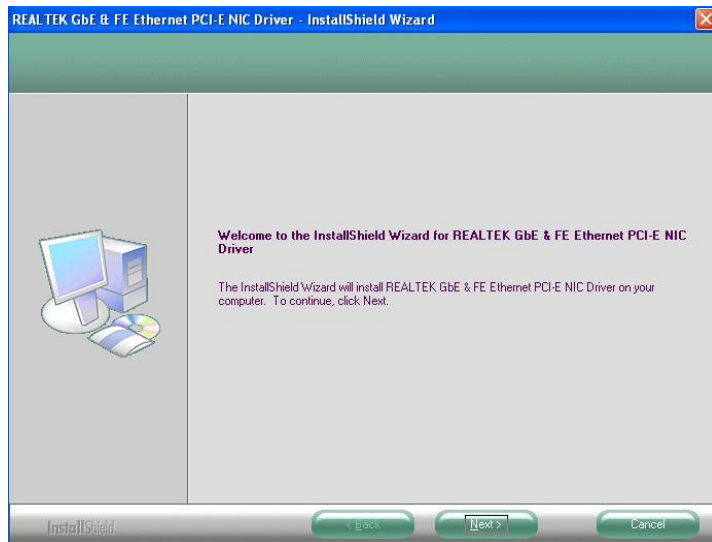 REALTEK GbE & FE Ethernet PCI-E NIC Driver - InstallShield Wizard
Welcome to the InstallShield Wizard for REALTEK GbE & FE Ethernet PCI-E NIC
Driver
The InstallShield Wizard will install REALTEK GbE & FE Ethernet PCI-E NIC Driver on your
computer. To continue, click Next.
InstallShield
< Back
Next >
Cancel